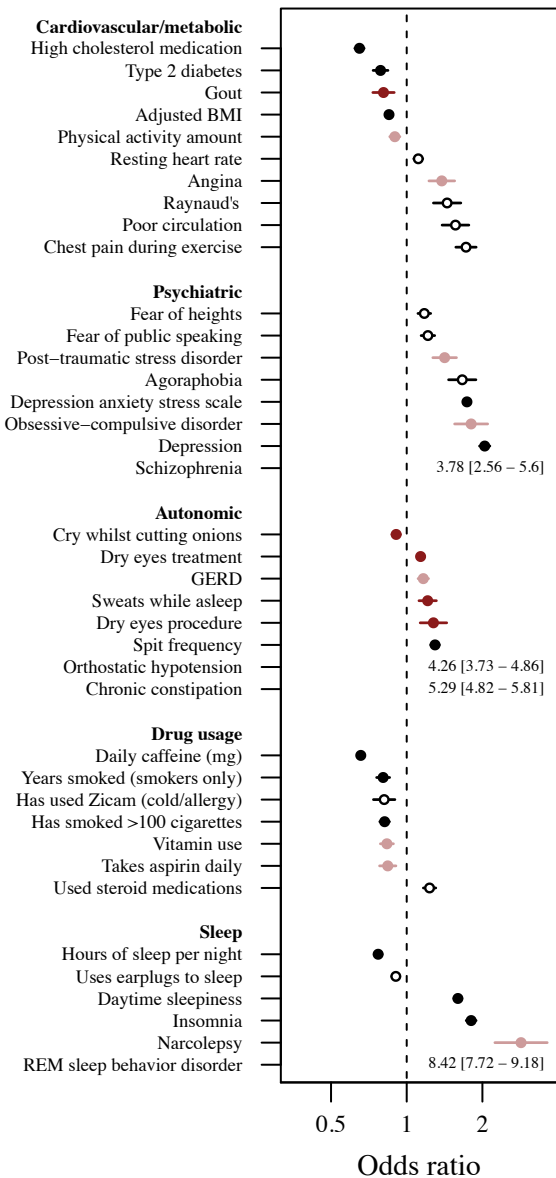 Cardiovascular/metabolic
High cholesterol medication
Type 2 diabetes
Gout
Adjusted BMI
Physical activity amount
Resting heart rate
Angina
Raynaud's
Poor circulation
Chest pain during exercise
Psychiatric
Fear of heights
Fear of public speaking
Post−traumatic stress disorder
Agoraphobia
Depression anxiety stress scale
Obsessive−compulsive disorder
Depression
Schizophrenia 3.78 [2.56 − 5.6]
Autonomic
Cry whilst cutting onions
Dry eyes treatment
GERD
Sweats while asleep
Dry eyes procedure
Spit frequency
Orthostatic hypotension 4.26 [3.73 − 4.86]
Chronic constipation 5.29 [4.82 − 5.81]
Drug usage
Daily caffeine (mg)
Years smoked (smokers only)
Has used Zicam (cold/allergy)
Has smoked >100 cigarettes
Vitamin use
Takes aspirin daily
Used steroid medications
Sleep
Hours of sleep per night
Uses earplugs to sleep
Daytime sleepiness
Insomnia
Narcolepsy
REM sleep behavior disorder 8.42 [7.72 − 9.18]
0.5 1 2
Odds ratio